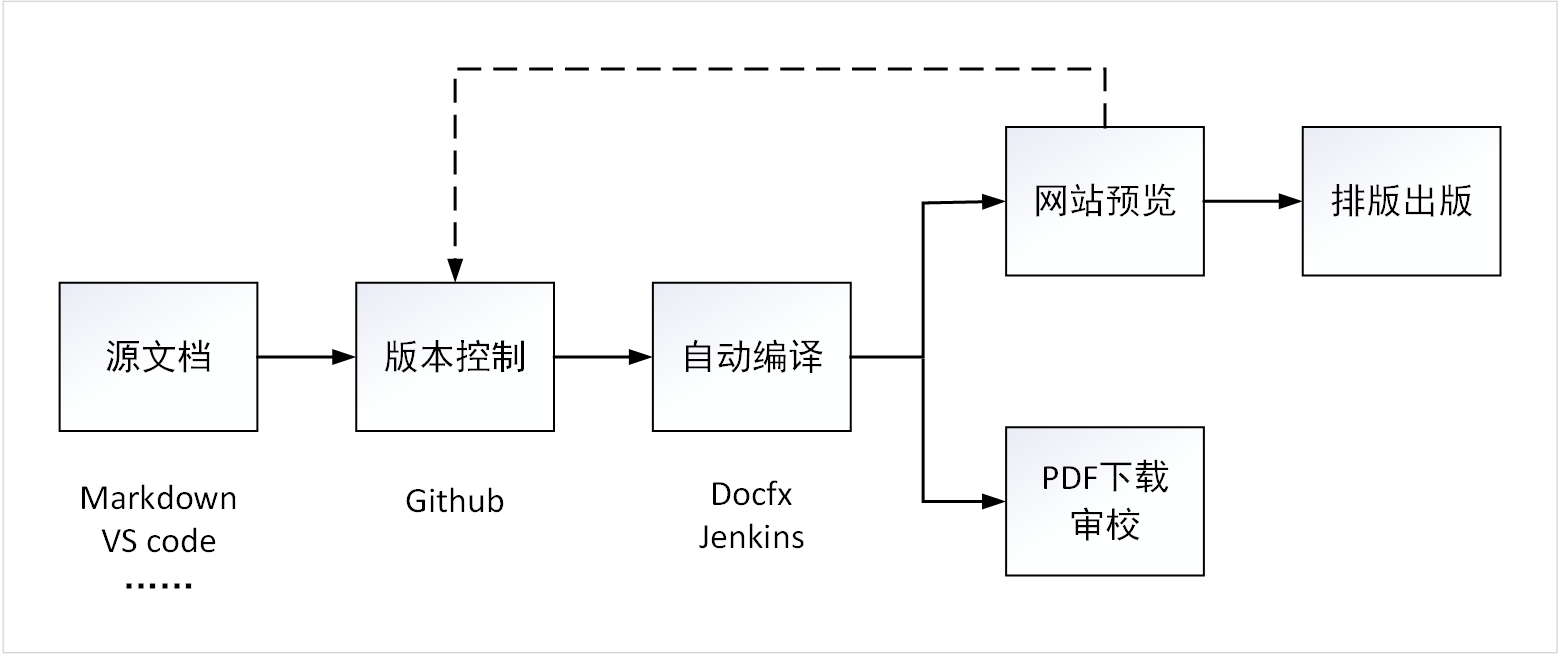 网站预览
排版出版
源文档
版本控制
自动编译
PDF下载
审校
Markdown
VS code
......
Github
Docfx
Jenkins